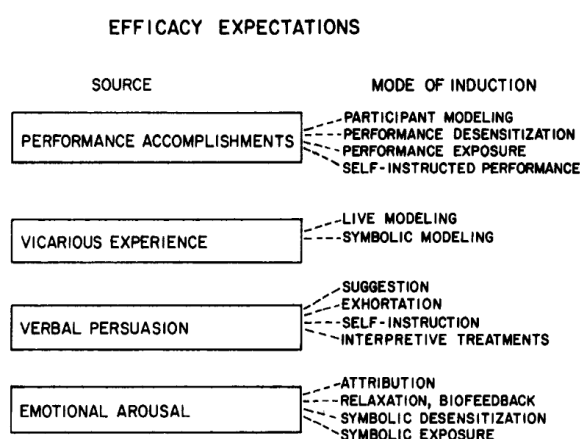 EFFICACY EXPECTATIONS
SOURCE
MODE OF INDUCTION
PERFORMANCE ACCOMPLISHMENTS
PARTICIPANT MODELING
PERFORMANCE DESENSITIZATION
PERFORMANCE EXPOSURE
SELF-INSTRUCTED PERFORMANCE
VICARIOUS EXPERIENCE
LIVE MODELING
SYMBOLIC MODELING
VERBAL PERSUASION
SUGGESTION
EXHORTATION
SELF-INSTRUCTION
INTERPRETIVE TREATMENTS
EMOTIONAL AROUSAL
ATTRIBUTION
RELAXATION, BIOFEEDBACK
SYMBOLIC DESENSITIZATION
SYMBOLIC EXPOSURE